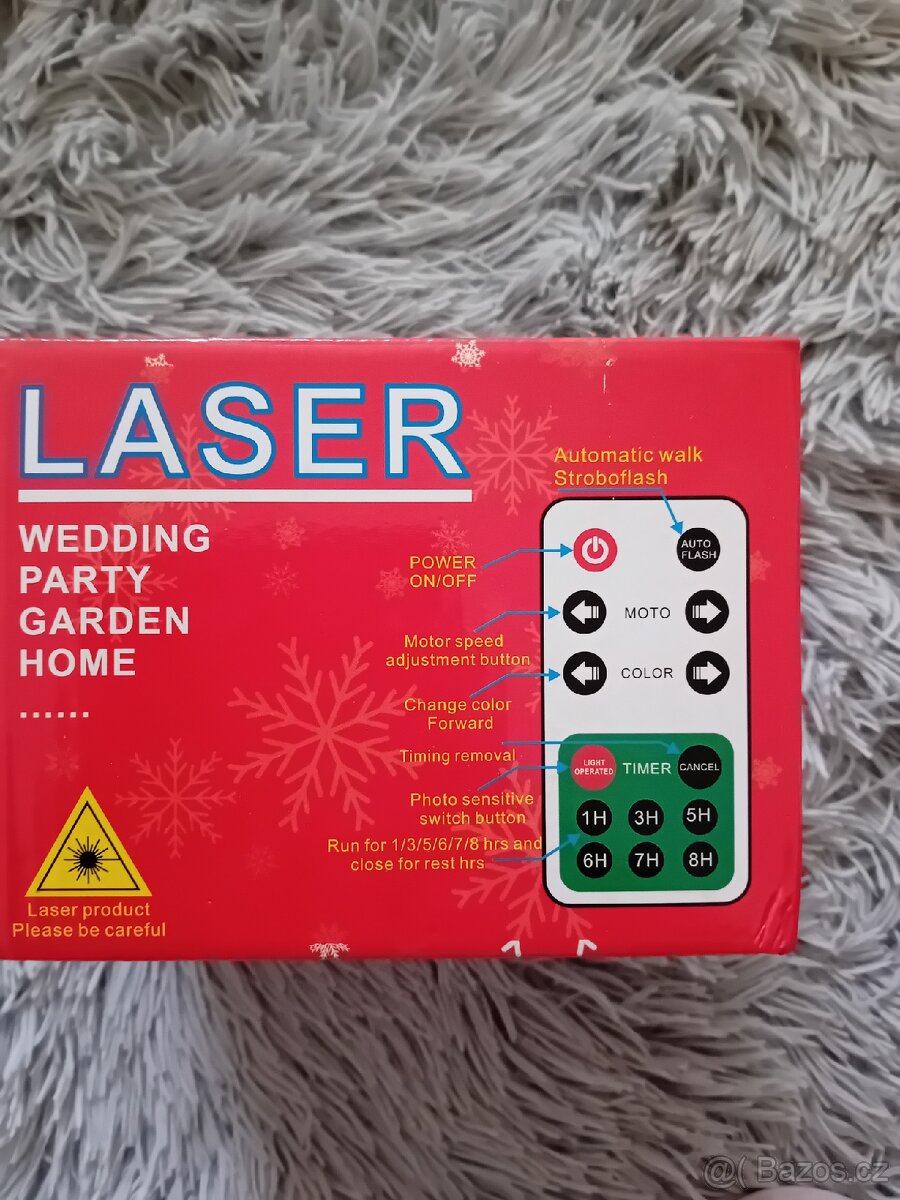 LASER
WEDDING
PARTY
GARDEN
HOME
......
Laser product
Please be careful
Automatic walk
Stroboflash
POWER
ON/OFF
Motor speed
adjustment button
Change color
Forward
Timing removal
Photo sensitive
switch button
Run for 1/3/5/6/7/8 hrs and
close for rest hrs
AUTO
FLASH
MOTO
COLOR
LIGHT
OPERATED
TIMER
CANCEL
1H 3H 5H
6H 7H 8H
@( Bazos.cz